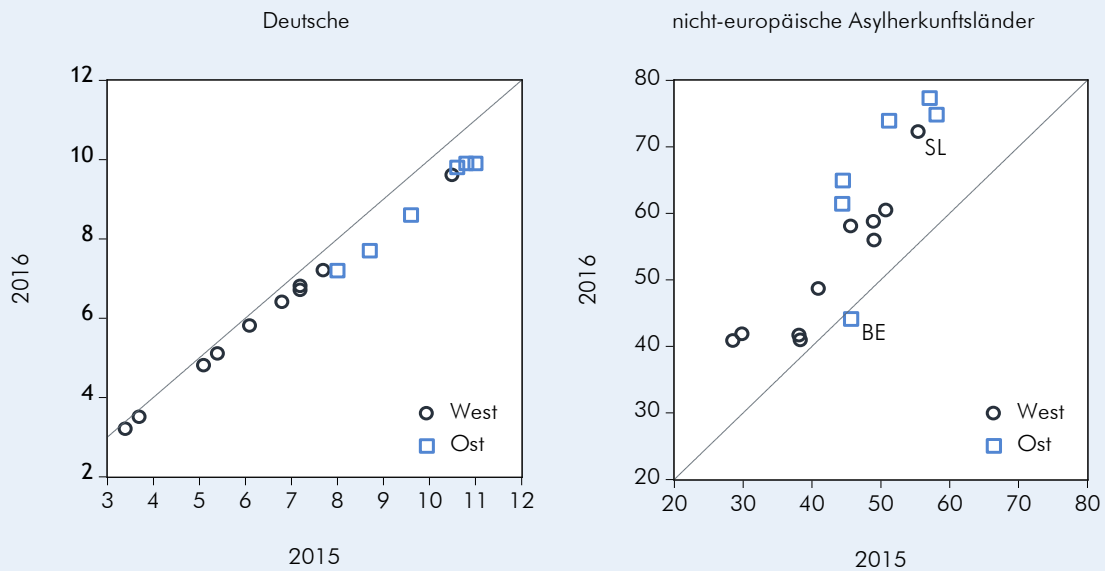 Deutsche
12
10
8
6
4
2
2016
3 4 5 6 7 8 9 10 11 12
2015
West
Ost
nicht-europäische Asylherkunftsländer
80
70
60
50
40
30
20
2016
20 30 40 50 60 70 80
2015
SL
BE
West
Ost